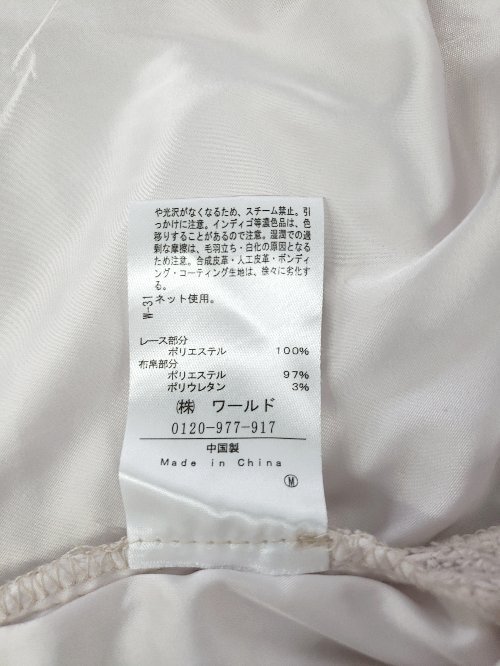 や光沢がなくなるため、スチーム禁止。引
っかけに注意。インディゴ等濃色品は、色
移りすることがあるので注意。湿潤での過
剰な摩擦は、毛羽立ち・白化の原因となる
ため注意。合成皮革・人工皮革・ボンディ
ング・コーティング生地は、徐々に劣化す
る。
ネット使用。
W-31
レース部分
ポリエステル 100%
布帛部分
ポリエステル 97%
ポリウレタン 3%
㈱ ワールド
0120-977-917
中国製
Made in China
Ⓜ